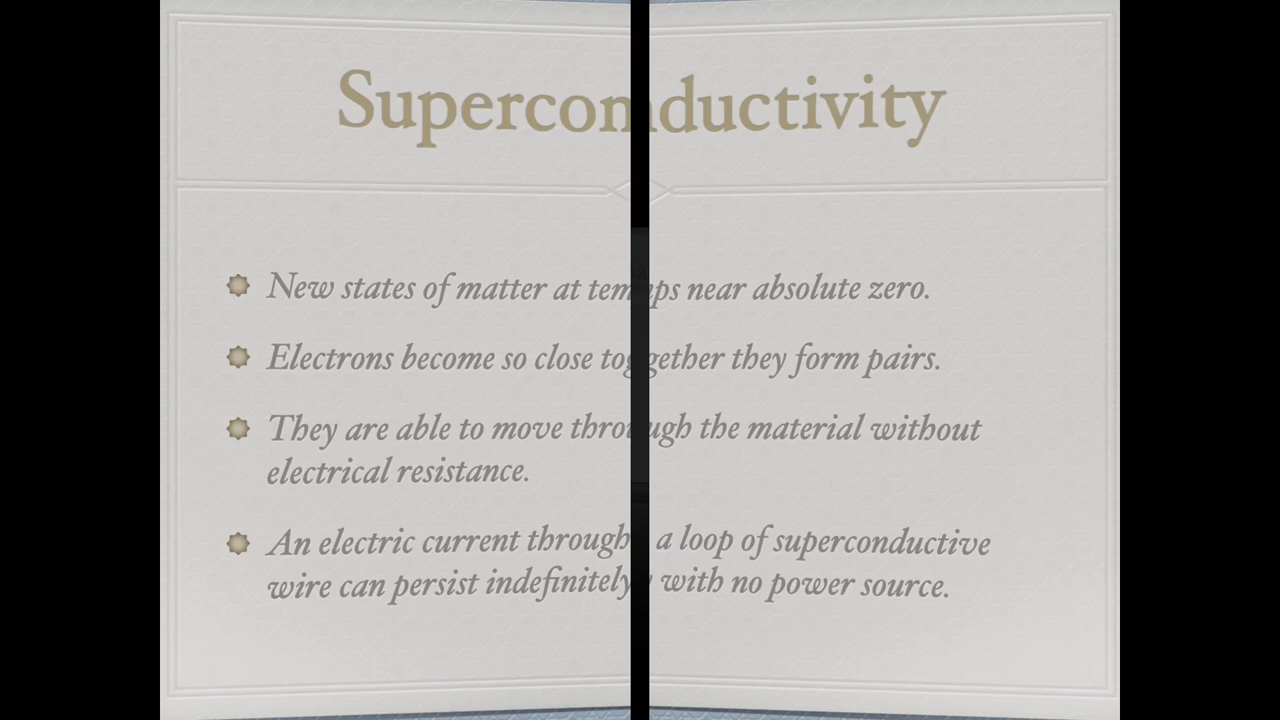 Superconductivity
New states of matter at temps near absolute zero.
Electrons become so close together they form pairs.
They are able to move through the material without
electrical resistance.
An electric current through a loop of superconductive
wire can persist indefinitely with no power source.